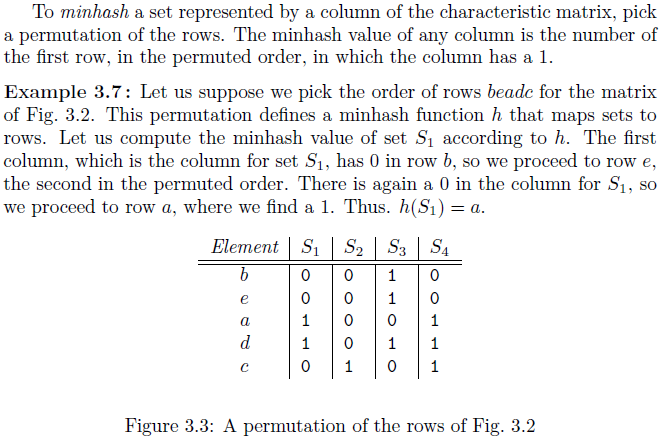 To minhash a set represented by a column of the characteristic matrix, pick
a permutation of the rows. The minhash value of any column is the number of
the first row, in the permuted order, in which the column has a 1.
Example 3.7: Let us suppose we pick the order of rows beadc for the matrix
of Fig. 3.2. This permutation defines a minhash function h that maps sets to
rows. Let us compute the minhash value of set S₁ according to h. The first
column, which is the column for set S₁, has 0 in row b, so we proceed to row e,
the second in the permuted order. There is again a 0 in the column for S₁, so
we proceed to row a, where we find a 1. Thus. h(S₁) = a.
Element S₁ S₂ S₃ S₄
b 0 0 1 0
e 0 0 1 0
a 1 0 0 1
d 1 0 1 1
c 0 1 0 1
Figure 3.3: A permutation of the rows of Fig. 3.2